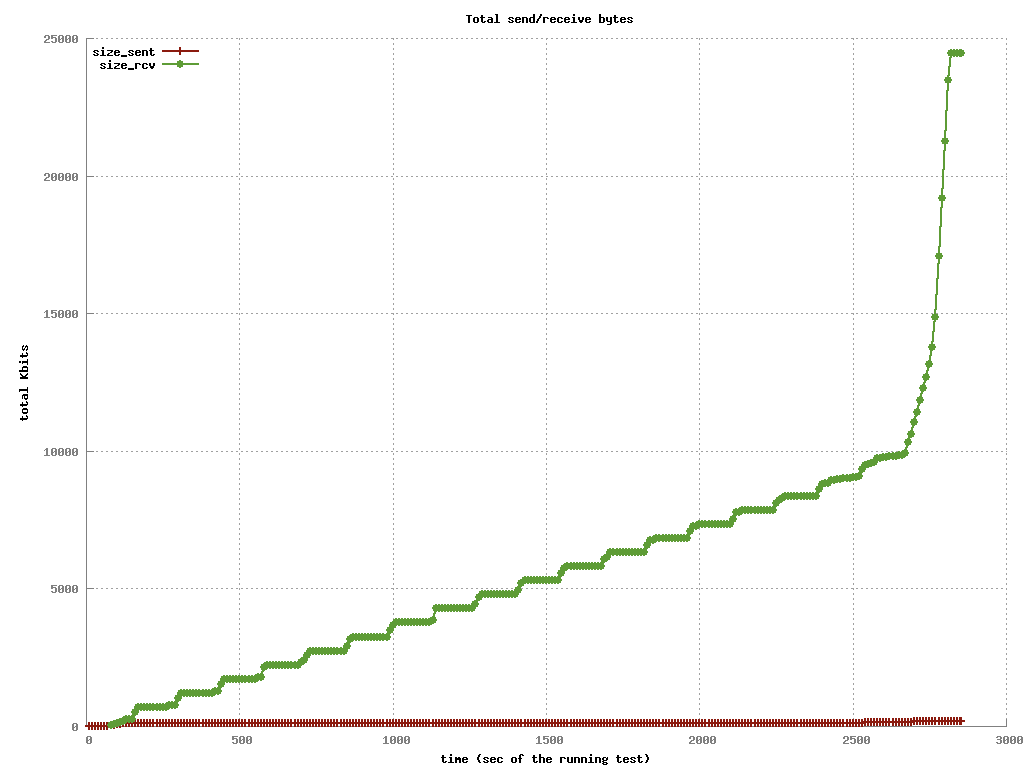 Total send/receive bytes
25000
size_sent
size_rcv
20000
15000
total Kbits
10000
5000
0
0 500 1000 1500 2000 2500 3000
time (sec of the running test)